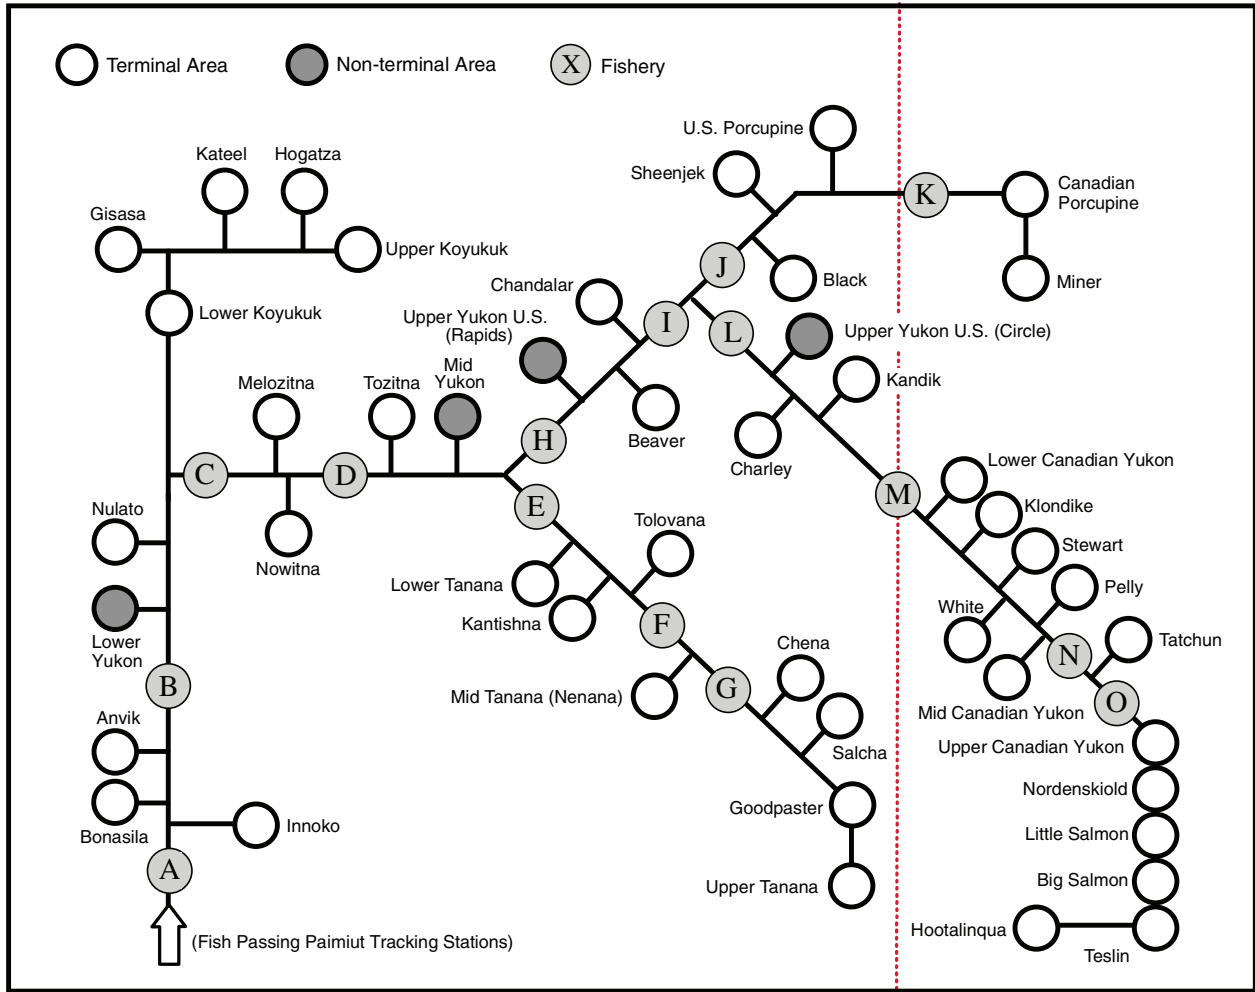 Terminal Area
Non-terminal Area
X
Fishery
U.S. Porcupine
Kateel
Hogatza
Sheenjek
K
Canadian
Porcupine
Gisasa
Upper Koyukuk
J
Black
Miner
Chandalar
Lower Koyukuk
Upper Yukon U.S.
(Rapids)
I
L
Upper Yukon U.S. (Circle)
Melozitna
Tozitna
Mid
Yukon
Kandik
H
Beaver
Charley
C
D
Lower Canadian Yukon
M
Nulato
E
Klondike
Nowitna
Tolovana
Stewart
Lower Tanana
Pelly
Lower
Yukon
Kantishna
F
White
N
Tatchun
B
Chena
Mid Tanana (Nenana)
G
Mid Canadian Yukon
O
Anvik
Salcha
Upper Canadian Yukon
Nordenskiold
Bonasila
Innoko
Goodpaster
Little Salmon
A
Upper Tanana
Big Salmon
Hootalinqua
Teslin
(Fish Passing Paimiut Tracking Stations)